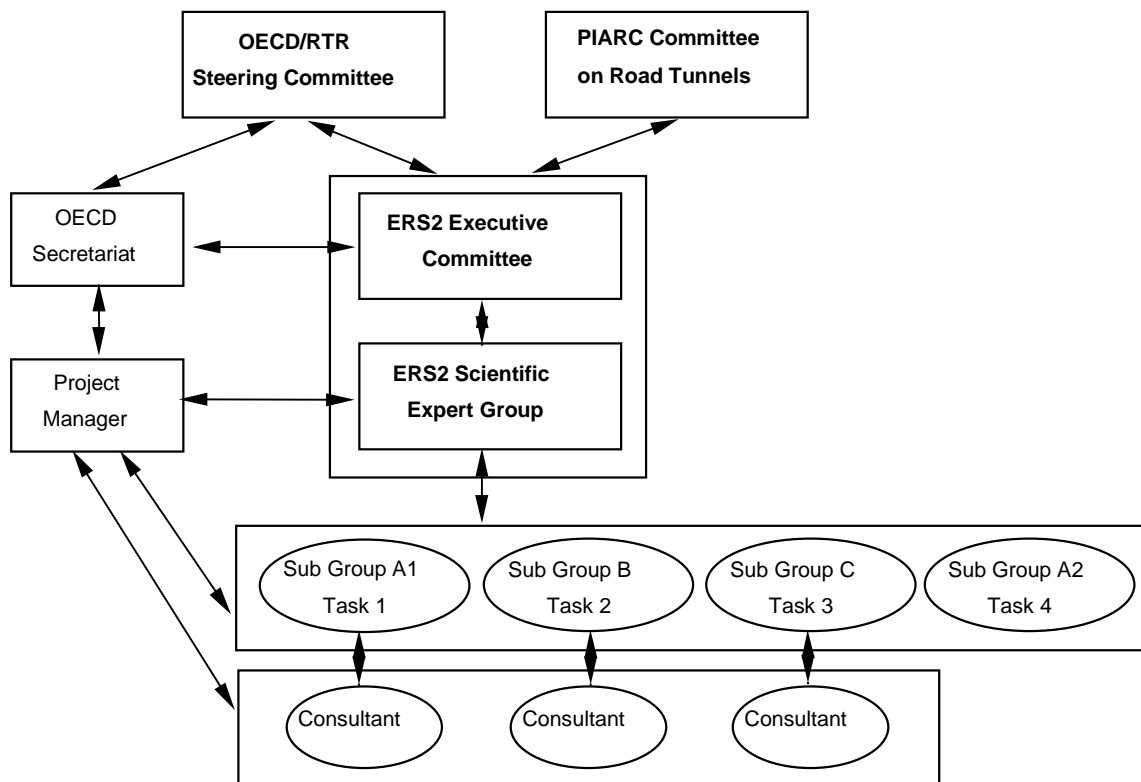 OECD/RTR
Steering Committee
PIARC Committee
on Road Tunnels
OECD
Secretariat
ERS2 Executive
Committee
Project
Manager
ERS2 Scientific
Expert Group
Sub Group A1
Task 1
Sub Group B
Task 2
Sub Group C
Task 3
Sub Group A2
Task 4
Consultant
Consultant
Consultant